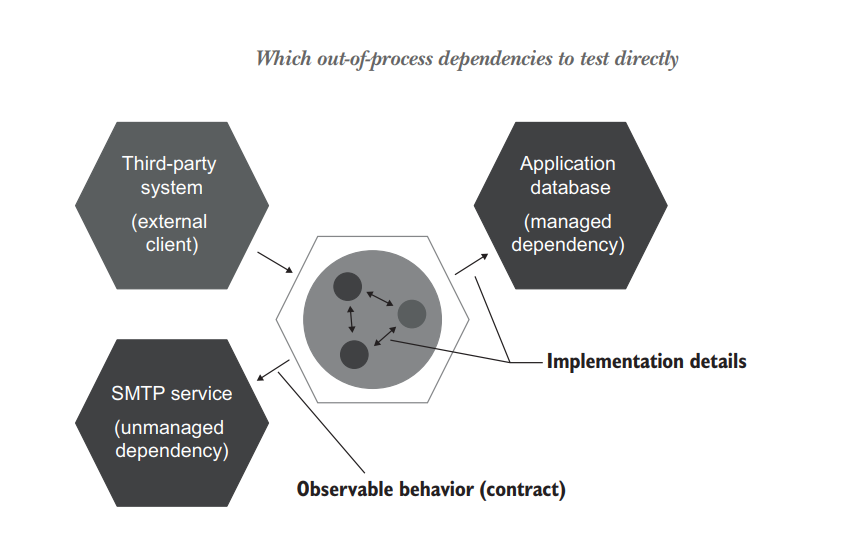 Which out-of-process dependencies to test directly
Third-party
system
(external
client)
Application
database
(managed
dependency)
Implementation details
SMTP service
(unmanaged
dependency)
Observable behavior (contract)